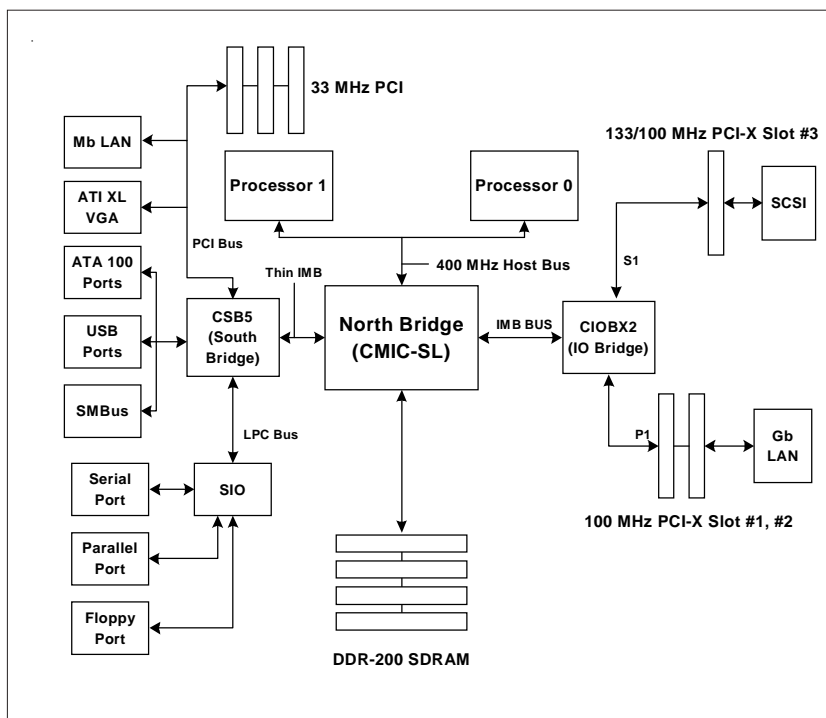 33 MHz PCI
Mb LAN
133/100 MHz PCI-X Slot #3
Processor 1
Processor 0
SCSI
ATI XL
VGA
PCI Bus
S1
ATA 100
Ports
Thin IMB
400 MHz Host Bus
CSB5
(South
Bridge)
North Bridge
(CMIC-SL)
IMB BUS
CIOBX2
(IO Bridge)
USB
Ports
SMBus
LPC Bus
P1
Gb
LAN
Serial
Port
SIO
100 MHz PCI-X Slot #1, #2
Parallel
Port
Floppy
Port
DDR-200 SDRAM